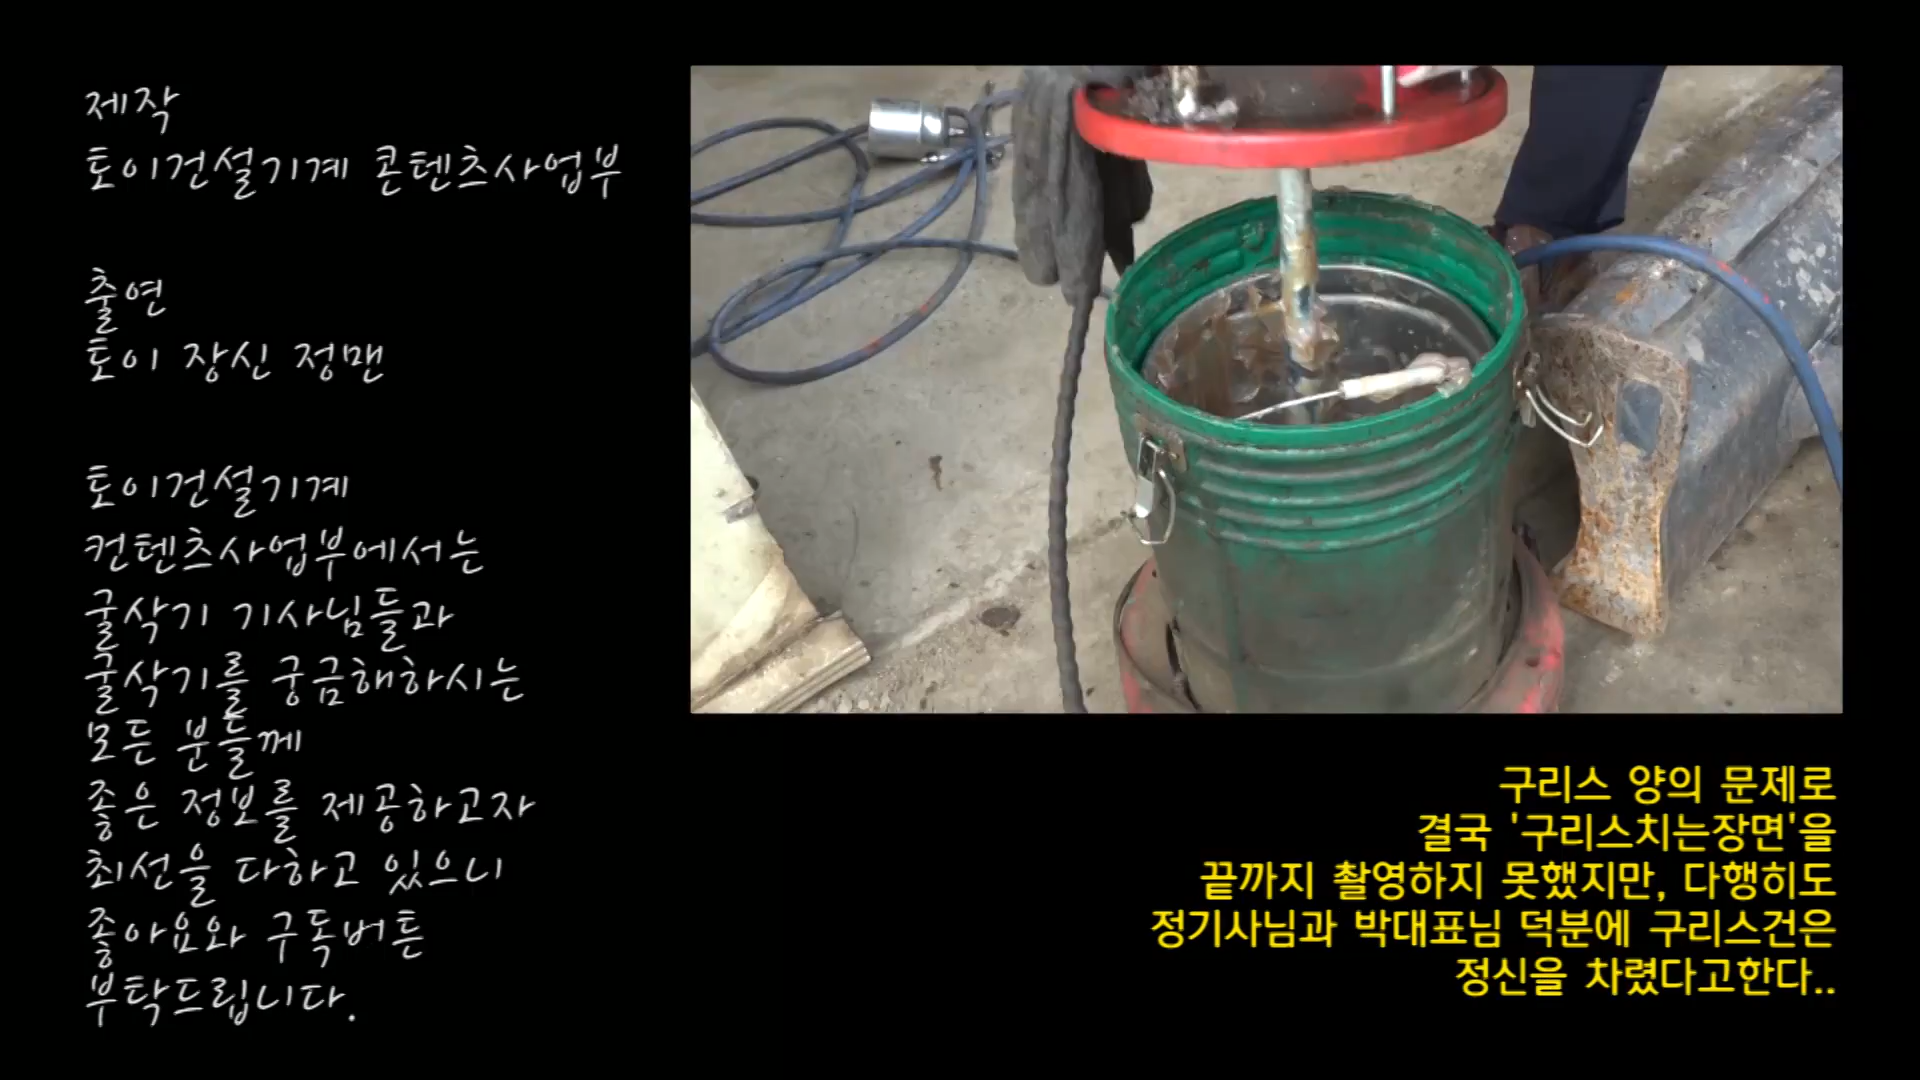 제작
토이건설기계 콘텐츠사업부
출연
토이 장신 정맨
토이건설기계
컨텐츠사업부에서는
굴삭기 기사님들과
굴삭기를 궁금해하시는
모든 분들께
좋은 정보를 제공하고자
최선을 다하고 있으니
좋아요와 구독버튼
부탁드립니다.
구리스 양의 문제로
결국 '구리스치는장면'을
끝까지 촬영하지 못했지만, 다행히도
정기사님과 박대표님 덕분에 구리스건은
정신을 차렸다고한다..